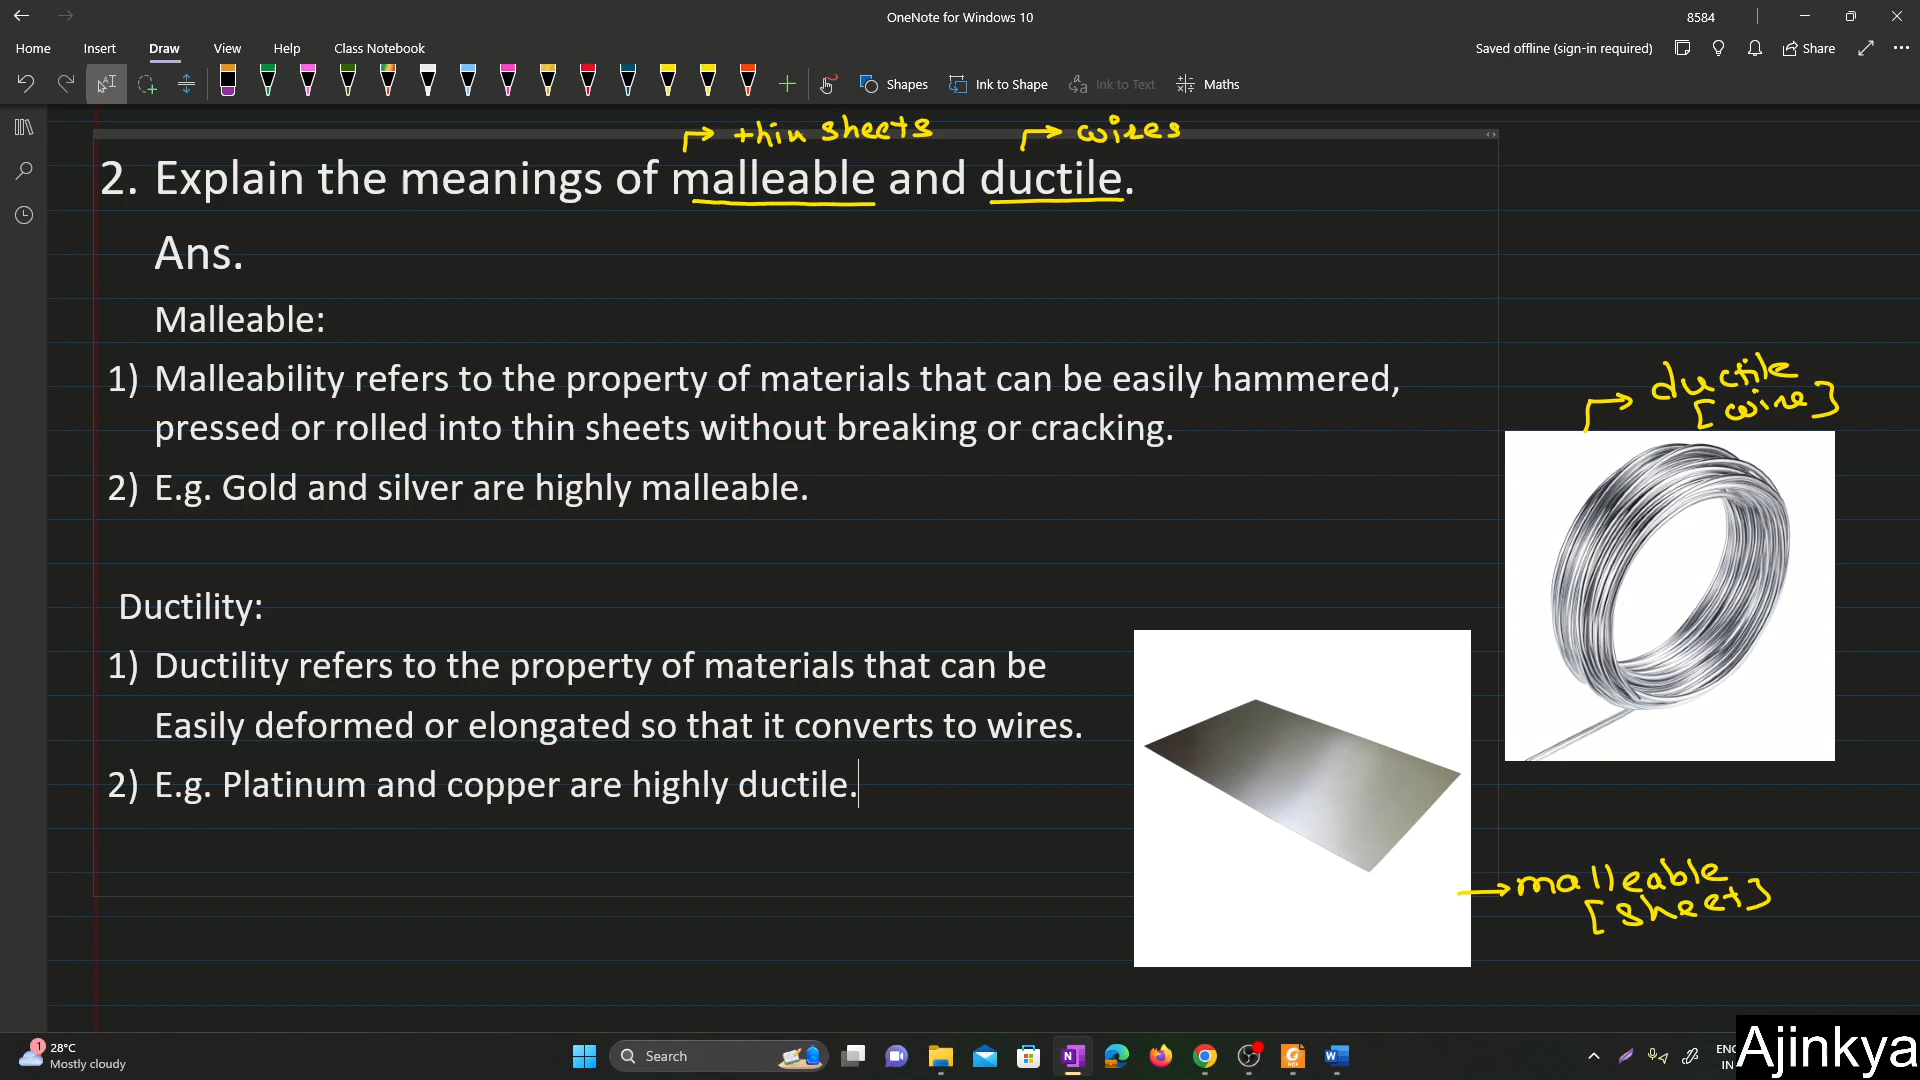 OneNote for Windows 10
8584
Home Insert Draw View Help Class Notebook
Saved offline (sign-in required) Share
Shapes Ink to Shape Ink to Text Maths
thin sheets wires
2. Explain the meanings of malleable and ductile.
Ans.
Malleable:
1) Malleability refers to the property of materials that can be easily hammered,
pressed or rolled into thin sheets without breaking or cracking.
2) E.g. Gold and silver are highly malleable.
ductile
[wire]
Ductility:
1) Ductility refers to the property of materials that can be
Easily deformed or elongated so that it converts to wires.
2) E.g. Platinum and copper are highly ductile.
malleable
[sheet]
1
28°C
Mostly cloudy
Search
ENG
IN
Ajinkya